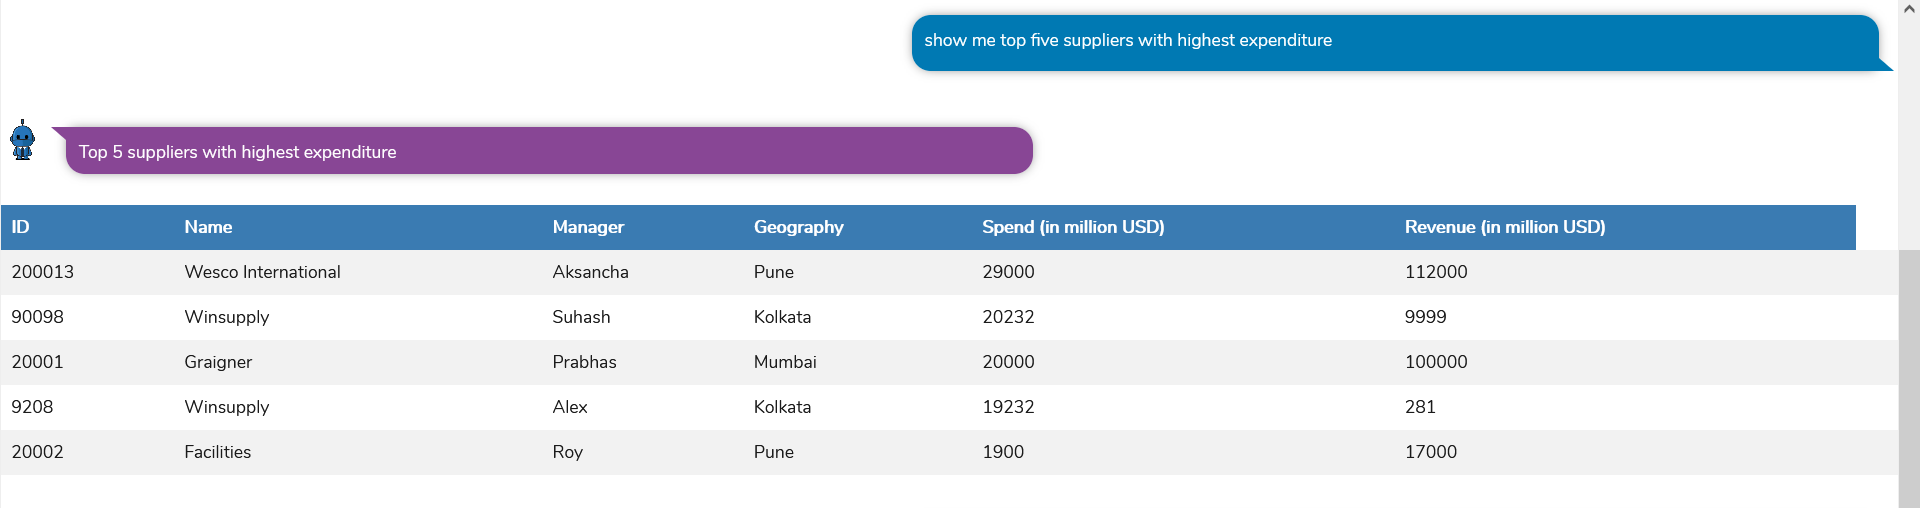 show me top five suppliers with highest expenditure
Top 5 suppliers with highest expenditure
ID Name Manager Geography Spend (in million USD) Revenue (in million USD)
200013 Wesco International Aksancha Pune 29000 112000
90098 Winsupply Suhash Kolkata 20232 9999
20001 Graigner Prabhas Mumbai 20000 100000
9208 Winsupply Alex Kolkata 19232 281
20002 Facilities Roy Pune 1900 17000